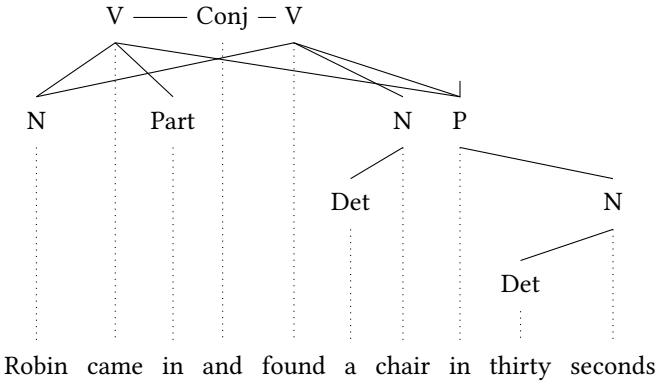 V Conj V
N Part N P
Det N
Det
Robin came in and found a chair in thirty seconds